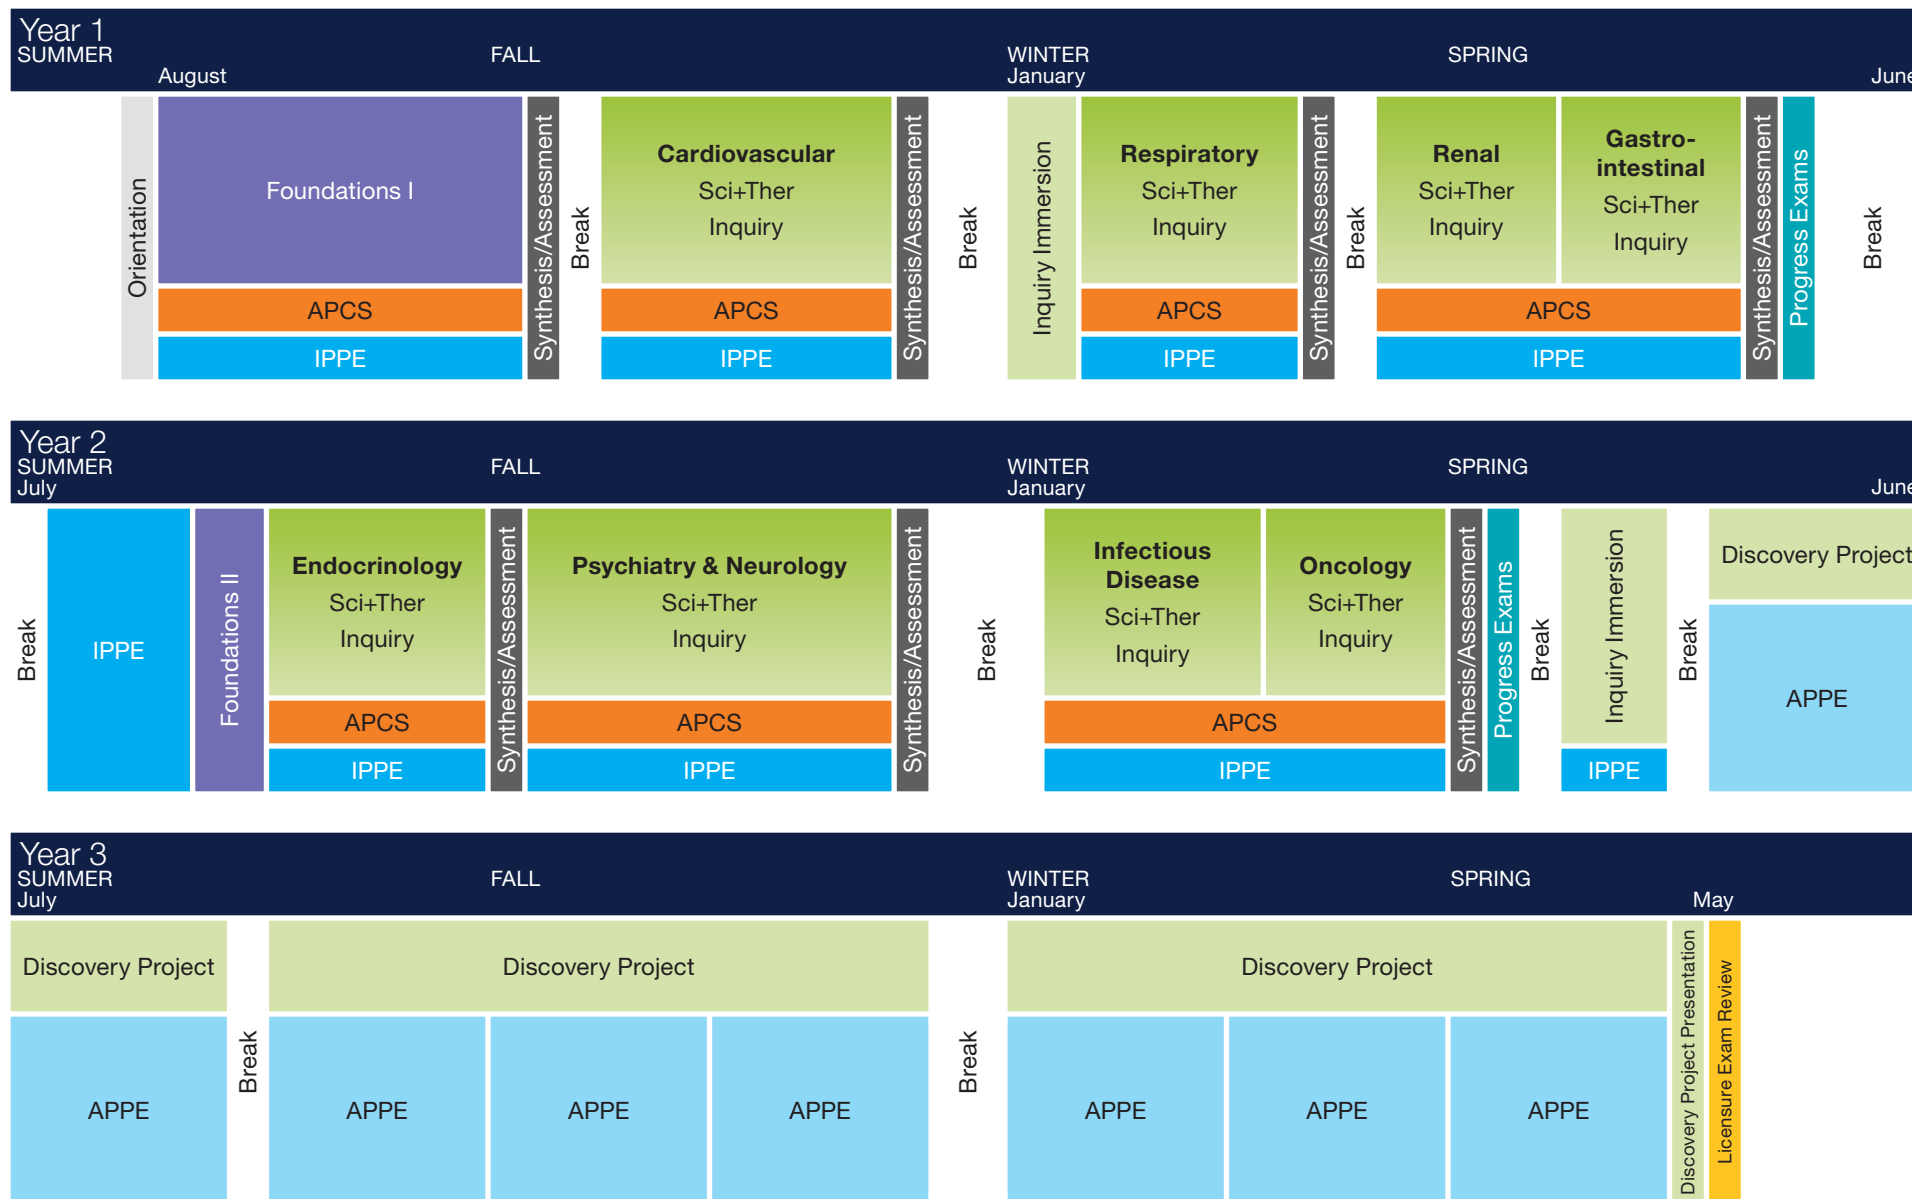 Year 1
SUMMER
FALL
WINTER
SPRING
August
January
June
Orientation
Foundations I
APCS
IPPE
Synthesis/Assessment
Break
Cardiovascular
Sci+Ther
Inquiry
APCS
IPPE
Synthesis/Assessment
Break
Inquiry Immersion
Respiratory
Sci+Ther
Inquiry
APCS
IPPE
Synthesis/Assessment
Break
Renal
Sci+Ther
Inquiry
Gastro-
intestinal
Sci+Ther
Inquiry
APCS
IPPE
Synthesis/Assessment
Progress Exams
Break
Year 2
SUMMER
FALL
WINTER
SPRING
July
January
June
Break
IPPE
Foundations II
Endocrinology
Sci+Ther
Inquiry
APCS
IPPE
Synthesis/Assessment
Psychiatry & Neurology
Sci+Ther
Inquiry
APCS
IPPE
Synthesis/Assessment
Break
Infectious
Disease
Sci+Ther
Inquiry
Oncology
Sci+Ther
Inquiry
APCS
IPPE
Synthesis/Assessment
Progress Exams
Break
Inquiry Immersion
IPPE
Break
Discovery Project
APPE
Year 3
SUMMER
FALL
WINTER
SPRING
July
January
May
Discovery Project
APPE
Break
Discovery Project
APPE
APPE
APPE
Break
Discovery Project
APPE
APPE
APPE
Discovery Project Presentation
Licensure Exam Review